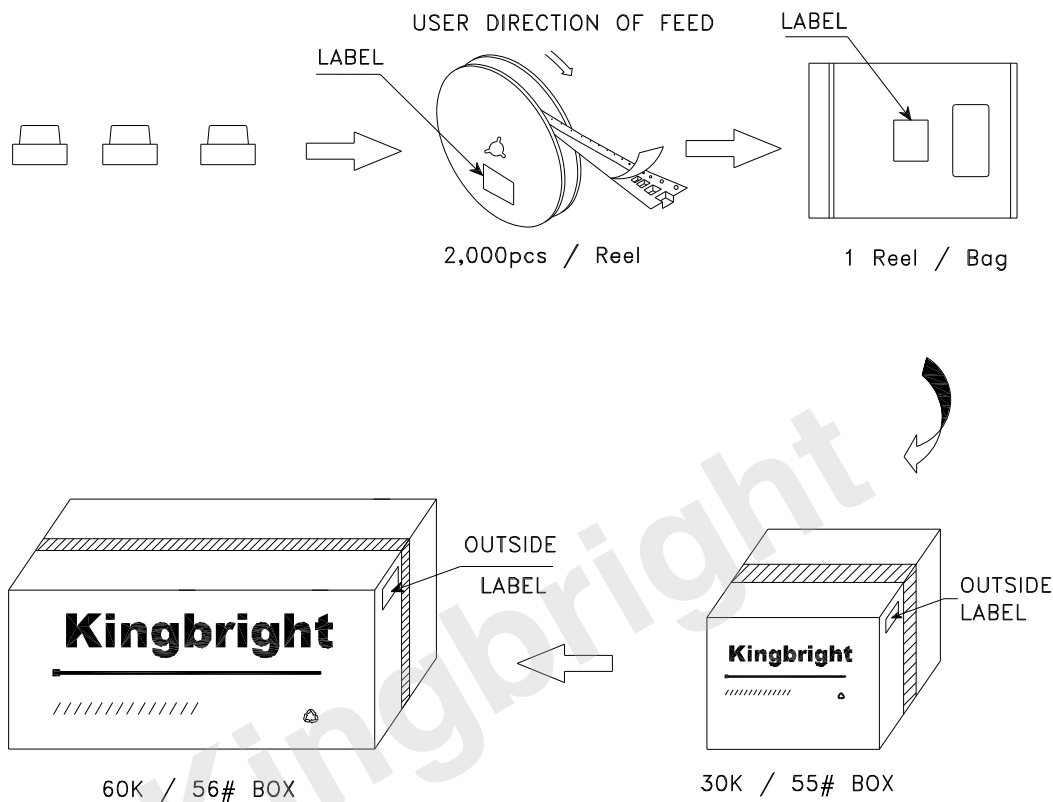 USER DIRECTION OF FEED
LABEL
LABEL
2,000pcs / Reel
1 Reel / Bag
OUTSIDE
LABEL
Kingbright
60K / 56# BOX
OUTSIDE
LABEL
Kingbright
30K / 55# BOX
Kingbright